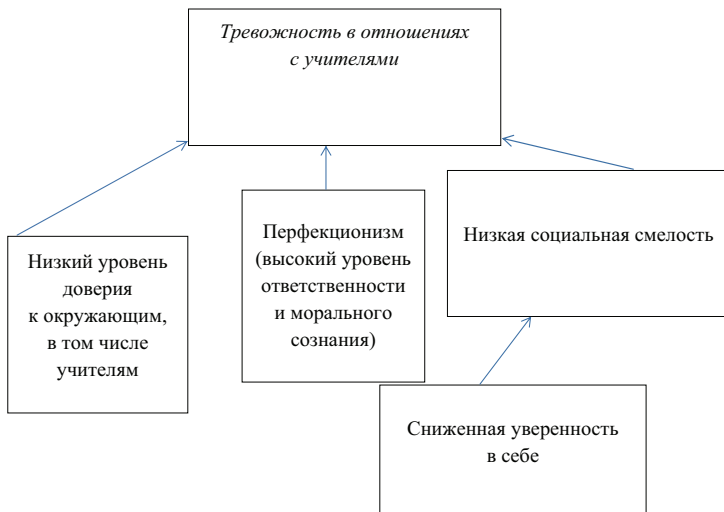 Тревожность в отношениях
с учителями
Низкий уровень
доверия
к окружающим,
в том числе
учителям
Перфекционизм
(высокий уровень
ответственности
и морального
сознания)
Низкая социальная смелость
Сниженная уверенность
в себе